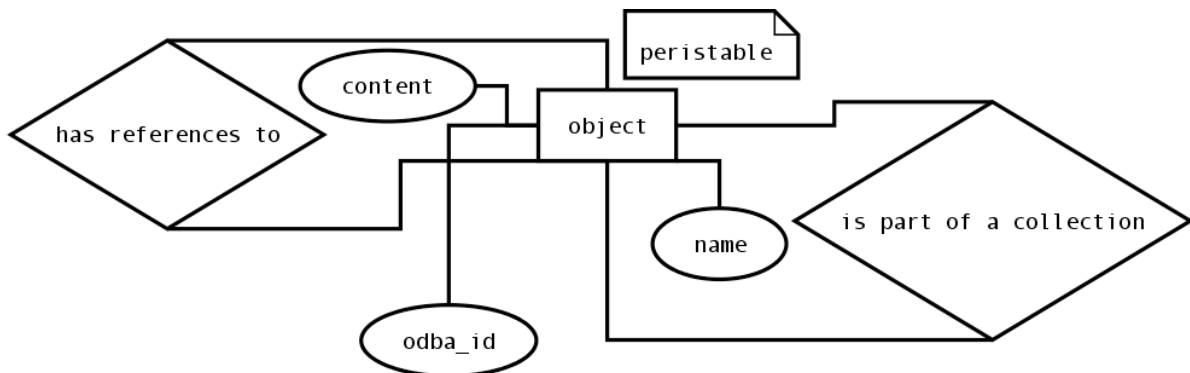 peristable
content
object
has references to
is part of a collection
name
odba_id